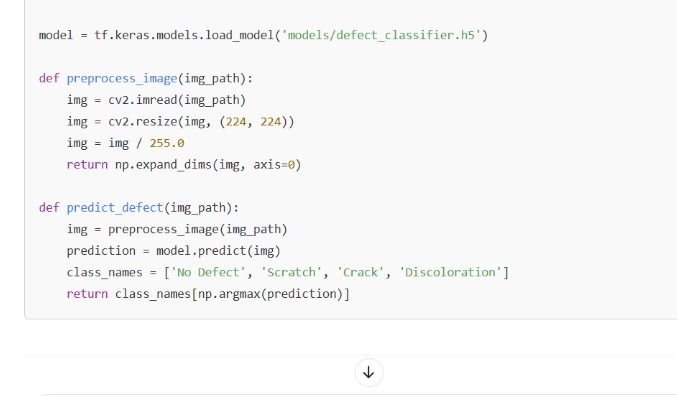 model = tf.keras.models.load_model('models/defect_classifier.h5')
def preprocess_image(img_path):
    img = cv2.imread(img_path)
    img = cv2.resize(img, (224, 224))
    img = img / 255.0
    return np.expand_dims(img, axis=0)
def predict_defect(img_path):
    img = preprocess_image(img_path)
    prediction = model.predict(img)
    class_names = ['No Defect', 'Scratch', 'Crack', 'Discoloration']
    return class_names[np.argmax(prediction)]